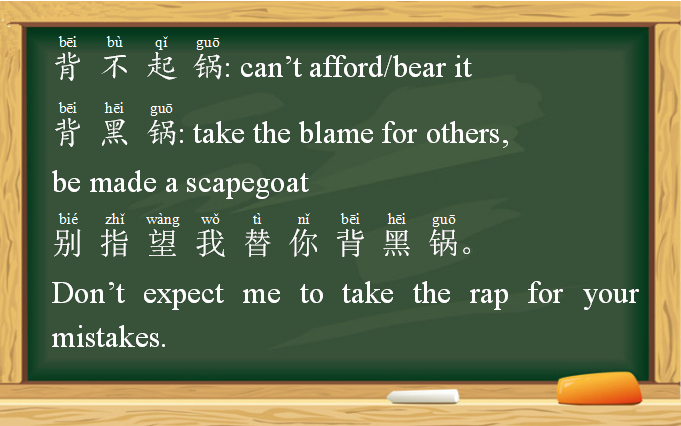 bēi bù qǐ guō
背不起锅: can’t afford/bear it
bēi hēi guō
背黑锅: take the blame for others,
be made a scapegoat
bié zhǐ wàng wǒ tì nǐ bēi hēi guō
别指望我替你背黑锅。
Don’t expect me to take the rap for your
mistakes.